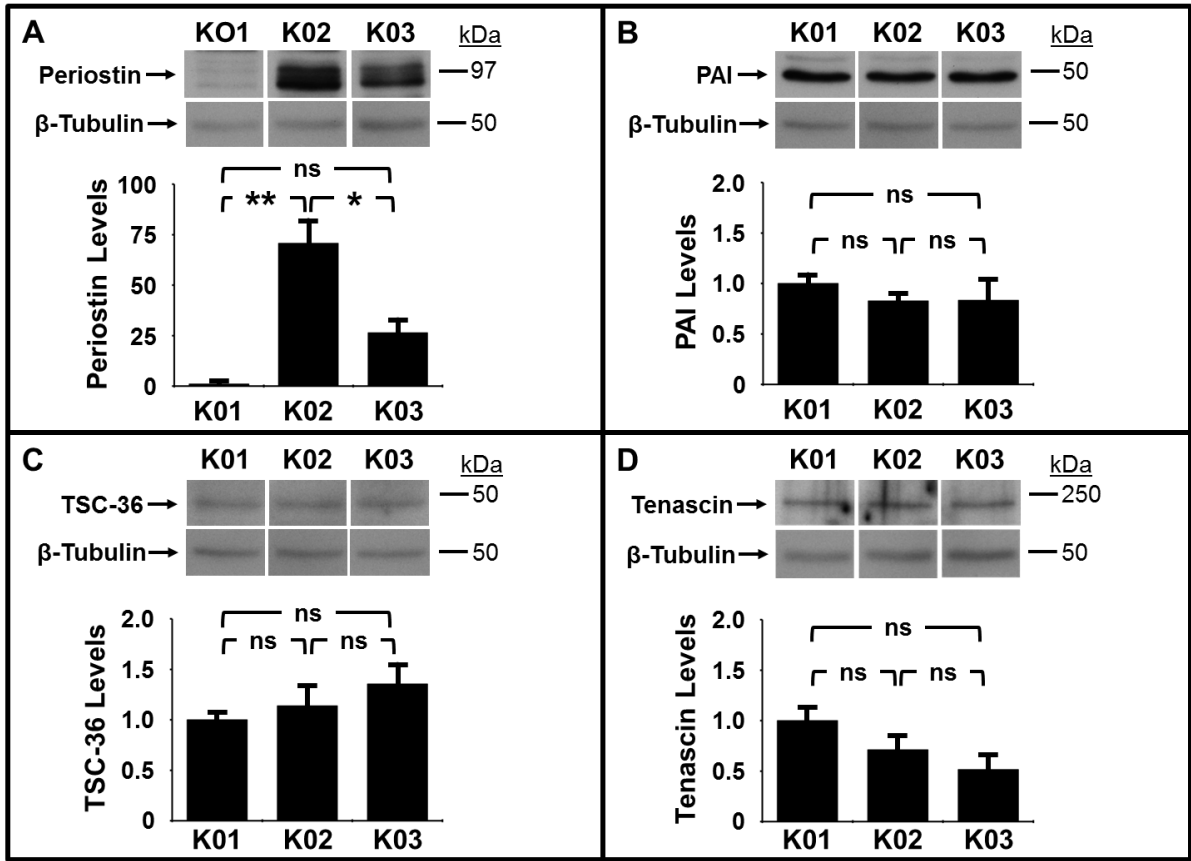 A
KO1 K02 K03 kDa
Periostin 97
β-Tubulin 50
ns
** *
Periostin Levels
100
75
50
25
0
K01 K02 K03
B
K01 K02 K03 kDa
PAI 50
β-Tubulin 50
ns
ns ns
PAI Levels
2.0
1.5
1.0
0.5
0
K01 K02 K03
C
K01 K02 K03 kDa
TSC-36 50
β-Tubulin 50
ns
ns ns
TSC-36 Levels
2.0
1.5
1.0
0.5
0
K01 K02 K03
D
K01 K02 K03 kDa
Tenascin 250
β-Tubulin 50
ns
ns ns
Tenascin Levels
2.0
1.5
1.0
0.5
0
K01 K02 K03